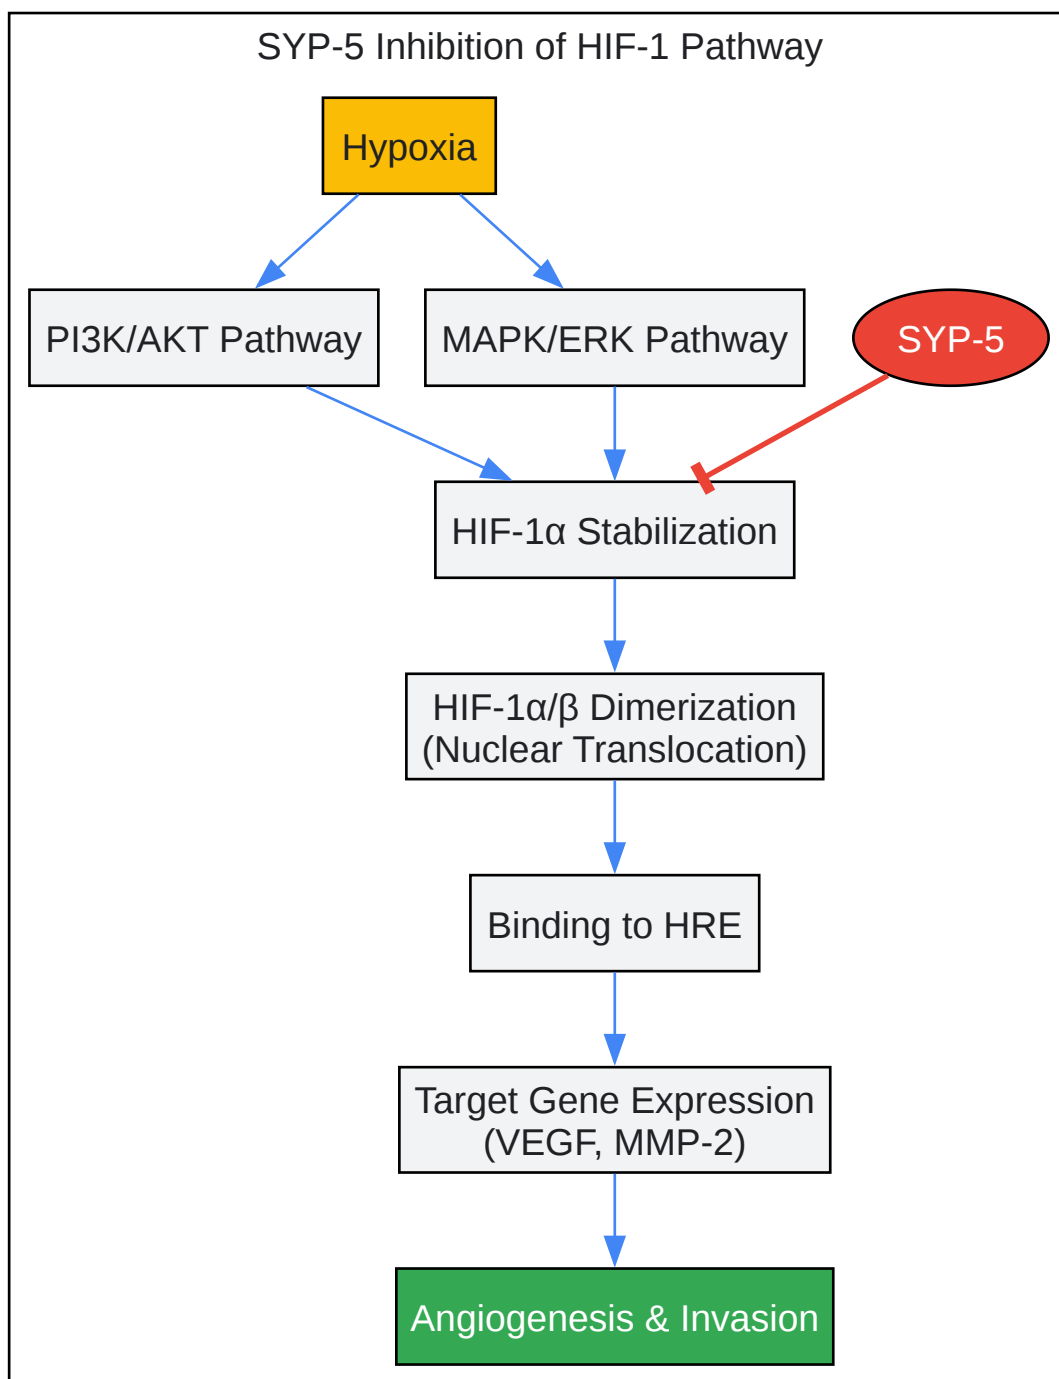 SYP-5 Inhibition of HIF-1 Pathway
Hypoxia
PI3K/AKT Pathway
MAPK/ERK Pathway
SYP-5
HIF-1α Stabilization
HIF-1α/β Dimerization
(Nuclear Translocation)
Binding to HRE
Target Gene Expression
(VEGF, MMP-2)
Angiogenesis & Invasion